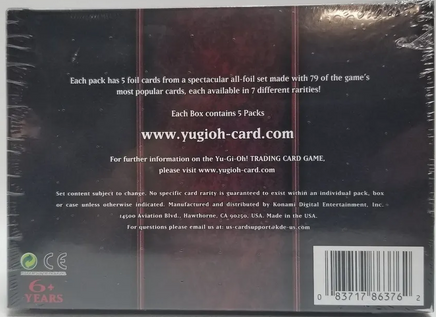 Each pack has 5 foil cards from a spectacular all-foil set made with 79 of the game's
most popular cards, each available in 7 different rarities!
Each Box contains 5 Packs
www.yugioh-card.com
For further information on the Yu-Gi-Oh! TRADING CARD GAME,
please visit www.yugioh-card.com
Set content subject to change. No specific card rarity is guaranteed to exist within an individual pack, box
or case unless otherwise indicated. Manufactured and distributed by Konami Digital Entertainment, Inc.
14500 Aviation Blvd., Hawthorne, CA 90250, USA. Made in the USA.
For questions please email us at: us-cardsupport@kde-us.com
CE
6+
YEARS
0 83717 86376 2